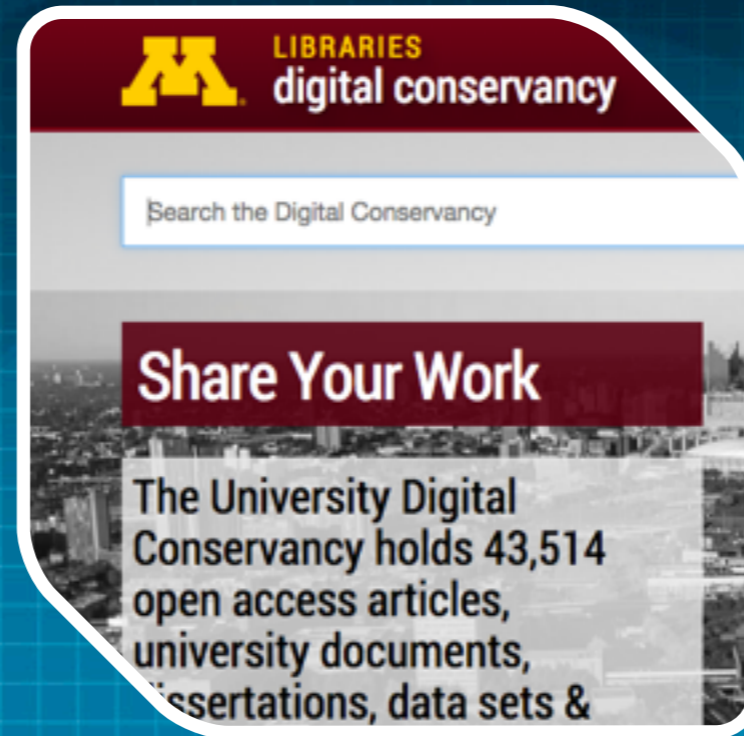 M
LIBRARIES
digital conservancy
Search the Digital Conservancy
Share Your Work
The University Digital
Conservancy holds 43,514
open access articles,
university documents,
dissertations, data sets &